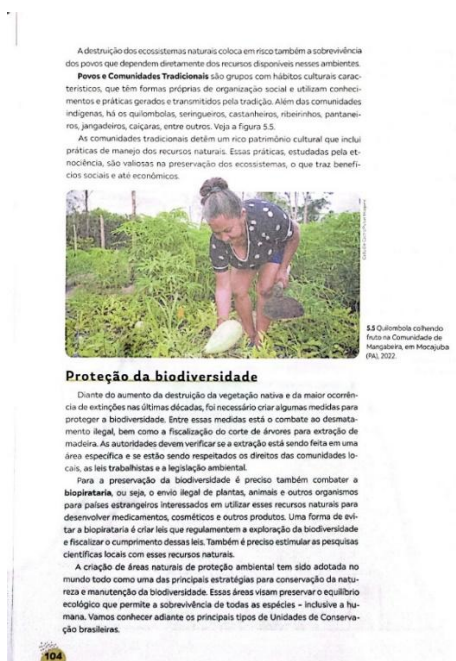 A destruição dos ecossistemas naturais coloca em risco também a sobrevivência
dos povos que dependem diretamente dos recursos disponíveis nesses ambientes.
Povos e Comunidades Tradicionais são grupos com hábitos culturais carac-
terísticos, que têm formas próprias de organização social e utilizam conheci-
mentos e práticas gerados e transmitidos pela tradição. Além das comunidades
indígenas, há os quilombolas, seringueiros, castanheiros, ribeirinhos, pantanei-
ros, jangadeiros, caiçaras, entre outros. Veja a figura 5.5.
As comunidades tradicionais detêm um rico patrimônio cultural que inclui
práticas de manejo dos recursos naturais. Essas práticas, estudadas pela et-
nociência, são valiosas na preservação dos ecossistemas, o que traz benefí-
cios sociais e até econômicos.
5.5 Quilombola colhendo
fruto na Comunidade de
Mangabeira, em Mocajuba
(PA), 2022.
Proteção da biodiversidade
Diante do aumento da destruição da vegetação nativa e da maior ocorrên-
cia de extinções nas últimas décadas, foi necessário criar algumas medidas para
proteger a biodiversidade. Entre essas medidas está o combate ao desmata-
mento ilegal, bem como a fiscalização do corte de árvores para extração de
madeira. As autoridades devem verificar se a extração está sendo feita em uma
área específica e se estão sendo respeitados os direitos das comunidades lo-
cais, as leis trabalhistas e a legislação ambiental.
Para a preservação da biodiversidade é preciso também combater a
biopirataria, ou seja, o envio ilegal de plantas, animais e outros organismos
para países estrangeiros interessados em utilizar esses recursos naturais para
desenvolver medicamentos, cosméticos e outros produtos. Uma forma de evi-
tar a biopirataria é criar leis que regulamentem a exploração da biodiversidade
e fiscalizar o cumprimento dessas leis. Também é preciso estimular as pesquisas
científicas locais com esses recursos naturais.
A criação de áreas naturais de proteção ambiental tem sido adotada no
mundo todo como uma das principais estratégias para conservação da natu-
reza e manutenção da biodiversidade. Essas áreas visam preservar o equilíbrio
ecológico que permite a sobrevivência de todas as espécies – inclusive a hu-
mana. Vamos conhecer adiante os principais tipos de Unidades de Conserva-
ção brasileiras.
104